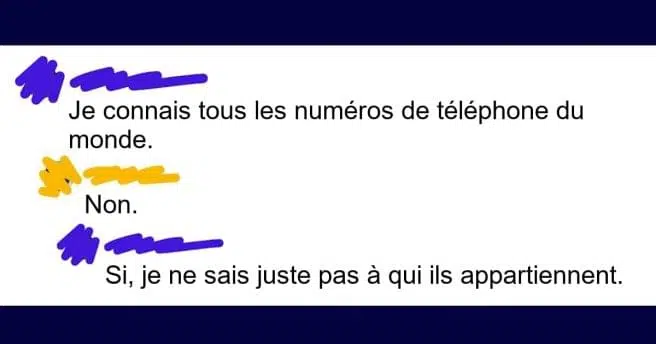 Je connais tous les numéros de téléphone du
monde.
Non.
Si, je ne sais juste pas à qui ils appartiennent.